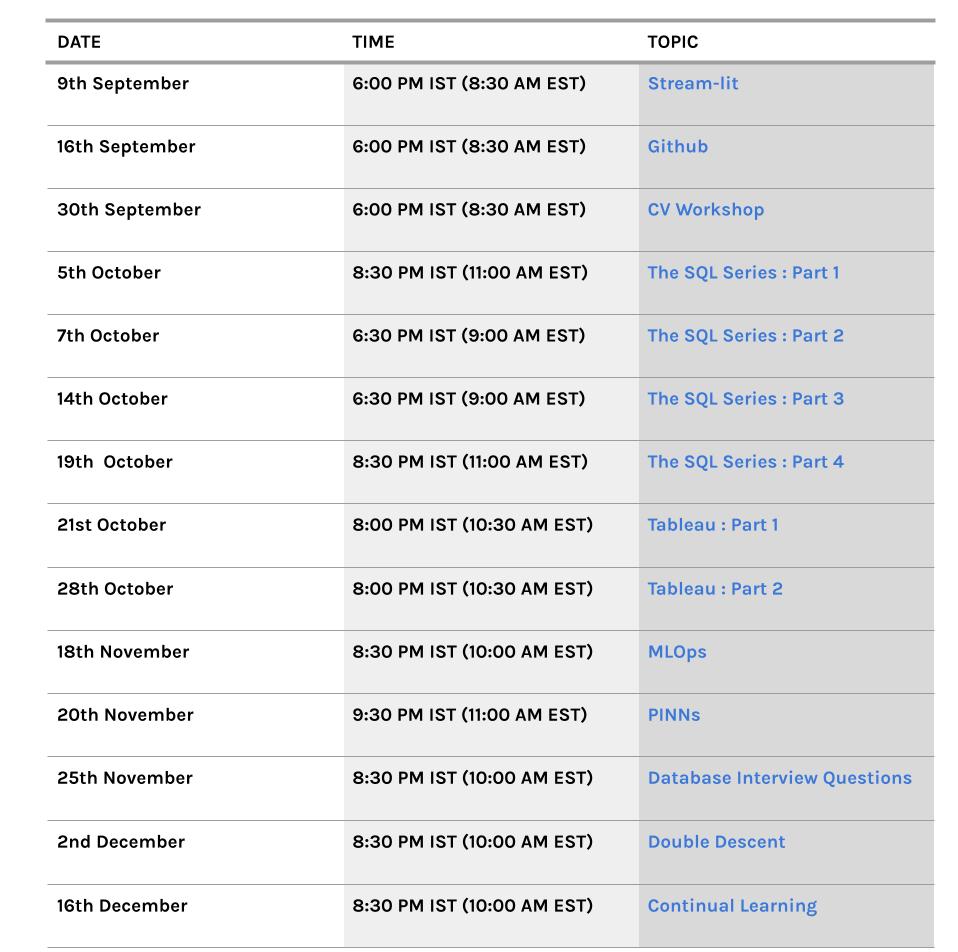 DATE TIME TOPIC
9th September 6:00 PM IST (8:30 AM EST) Stream-lit
16th September 6:00 PM IST (8:30 AM EST) Github
30th September 6:00 PM IST (8:30 AM EST) CV Workshop
5th October 8:30 PM IST (11:00 AM EST) The SQL Series : Part 1
7th October 6:30 PM IST (9:00 AM EST) The SQL Series : Part 2
14th October 6:30 PM IST (9:00 AM EST) The SQL Series : Part 3
19th  October 8:30 PM IST (11:00 AM EST) The SQL Series : Part 4
21st October 8:00 PM IST (10:30 AM EST) Tableau : Part 1
28th October 8:00 PM IST (10:30 AM EST) Tableau : Part 2
18th November 8:30 PM IST (10:00 AM EST) MLOps
20th November 9:30 PM IST (11:00 AM EST) PINNs
25th November 8:30 PM IST (10:00 AM EST) Database Interview Questions
2nd December 8:30 PM IST (10:00 AM EST) Double Descent
16th December 8:30 PM IST (10:00 AM EST) Continual Learning